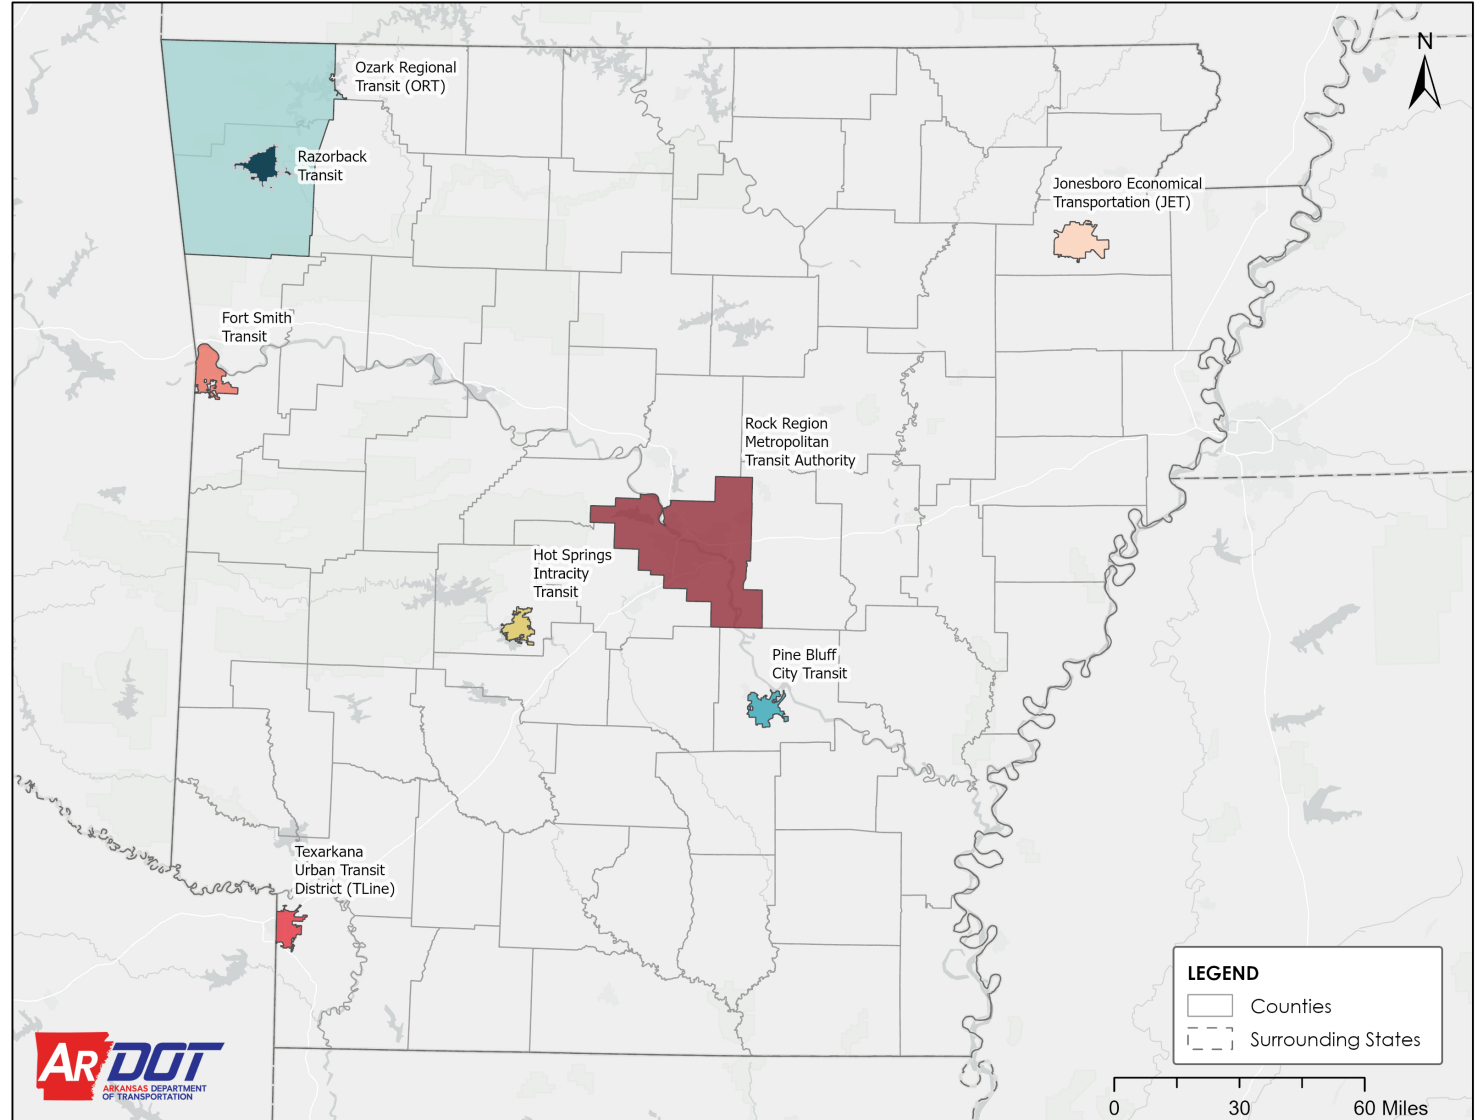 N
Ozark Regional
Transit (ORT)
Razorback
Transit
Jonesboro Economical
Transportation (JET)
Fort Smith
Transit
Rock Region
Metropolitan
Transit Authority
Hot Springs
Intracity
Transit
Pine Bluff
City Transit
Texarkana
Urban Transit
District (TLine)
LEGEND
Counties
Surrounding States
ARDOT
ARKANSAS DEPARTMENT
OF TRANSPORTATION
0 30 60 Miles